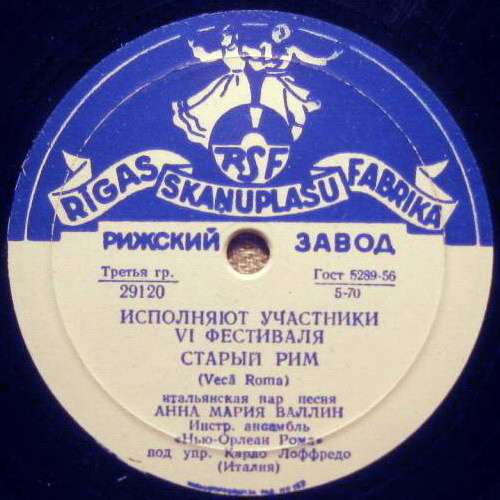 RSF
RIGAS SKAŅUPLAŠU FABRIKA
РИЖСКИЙ ЗАВОД
Третья гр. Гост 5289-56
29120 5-70
ИСПОЛНЯЮТ УЧАСТНИКИ
VI ФЕСТИВАЛЯ
СТАРЫЙ РИМ
(Vecā Roma)
итальянская нар песня
АННА МАРИЯ ВАЛЛИН
Инстр. ансамбль
«Нью-Орлеан Рома»
под упр. Карло Лоффредо
(Италия)